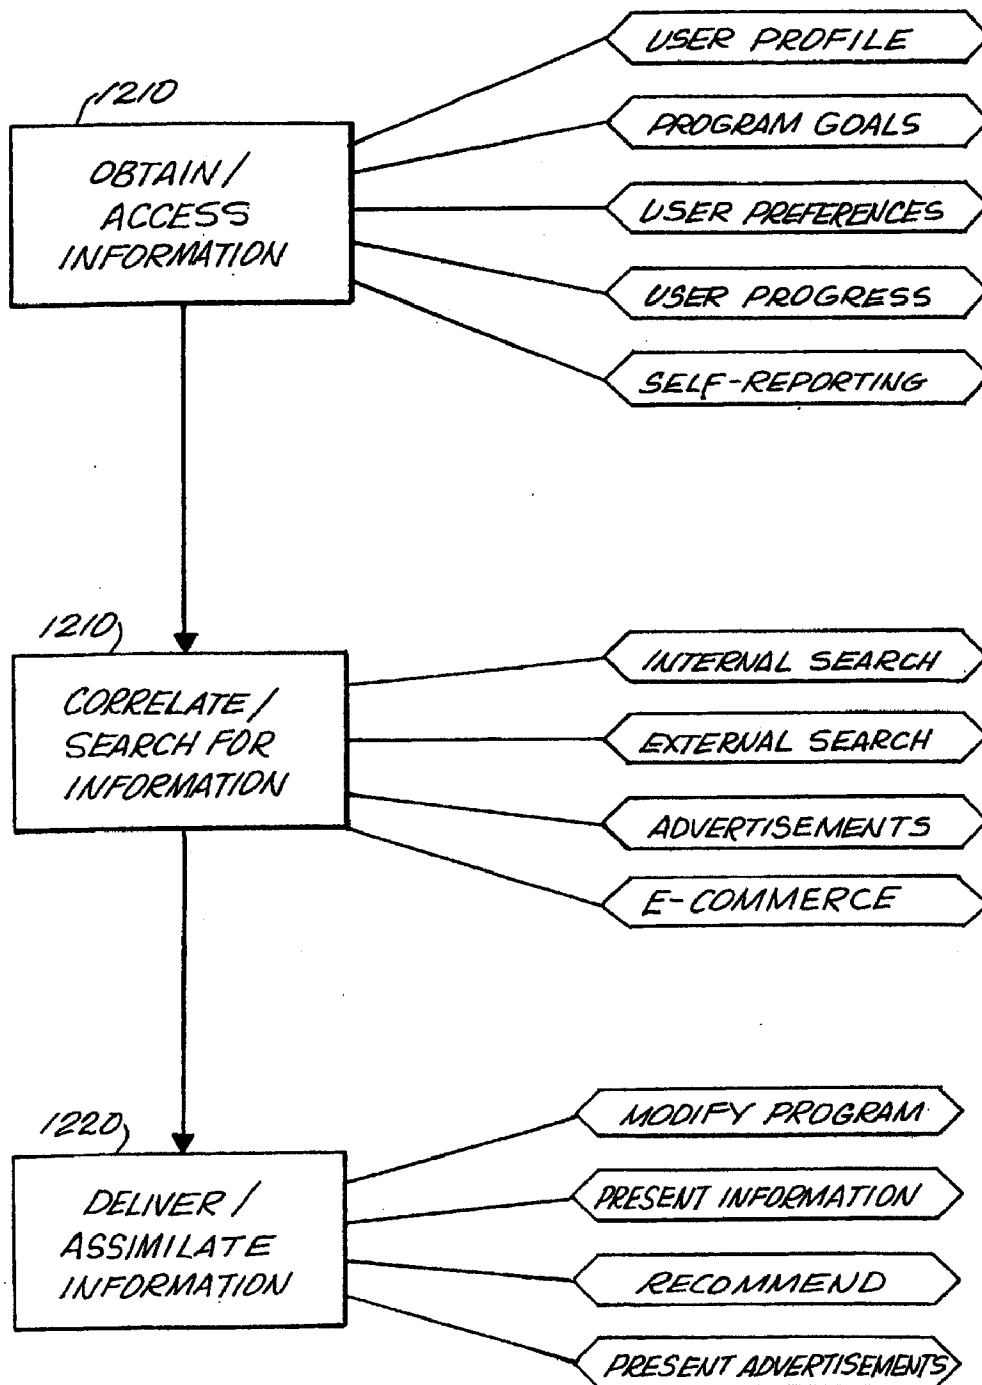 1210
OBTAIN /
ACCESS
INFORMATION
USER PROFILE
PROGRAM GOALS
USER PREFERENCES
USER PROGRESS
SELF-REPORTING
1210
CORRELATE /
SEARCH FOR
INFORMATION
INTERNAL SEARCH
EXTERNAL SEARCH
ADVERTISEMENTS
E-COMMERCE
1220
DELIVER /
ASSIMILATE
INFORMATION
MODIFY PROGRAM
PRESENT INFORMATION
RECOMMEND
PRESENT ADVERTISEMENTS